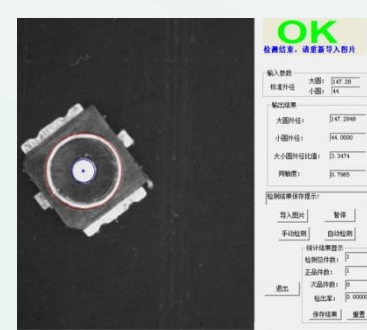 OK
检测结束，请重新导入图片
输入参数
标准外径
大圆： 147.28
小圆： 44
输出结果
大圆外径： 147.2848
小圆外径： 44.0000
大小圆外径比值： 3.3474
同轴度： 0.7965
检测结果保存提示：
导入图片 暂停
手动检测 自动检测
统计结果显示
检测总件数： 1
正品件数： 1
次品件数： 0
检出率： 0.0000
退出
保存结果 重置